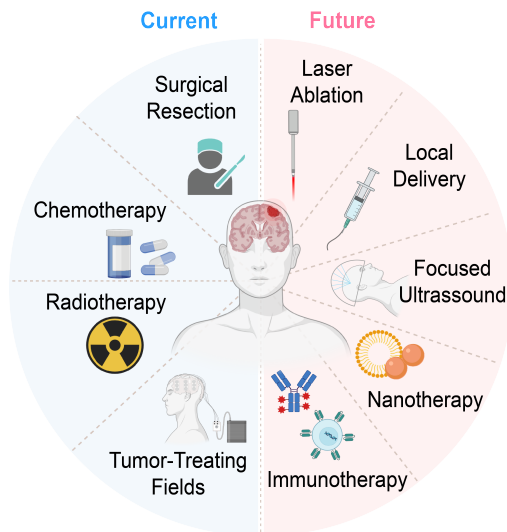 Current
Future
Surgical
Resection
Chemotherapy
Radiotherapy
Tumor-Treating
Fields
Laser
Ablation
Local
Delivery
Focused
Ultrassound
Nanotherapy
Immunotherapy